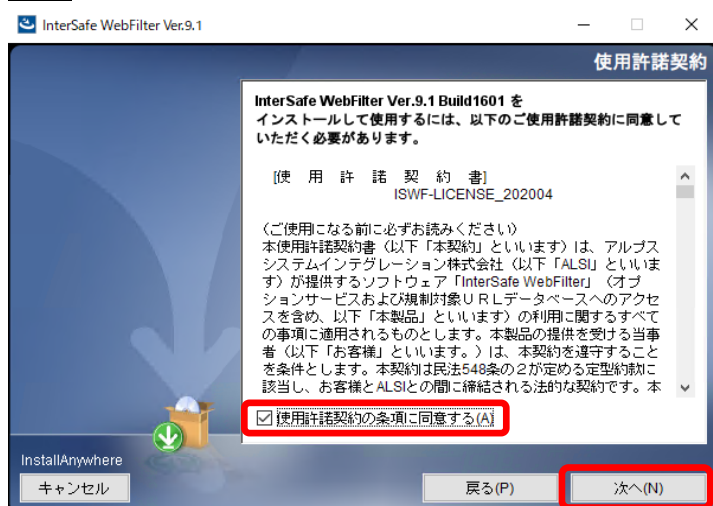 InterSafe WebFilter Ver.9.1
使用許諾契約
InterSafe WebFilter Ver.9.1 Build1601 を
インストールして使用するには、以下のご使用許諾契約に同意して
いただく必要があります。
[使 用 許 諾 契 約 書]
ISWF-LICENSE_202004
(ご使用になる前に必ずお読みください)
本使用許諾契約書(以下「本契約」といいます)は、アルプス
システムインテグレーション株式会社(以下「ALSI」といいま
す)が提供するソフトウェア「InterSafe WebFilter」(オプ
ションサービスおよび規制対象URLデータベースへのアクセ
スを含め、以下「本製品」といいます)の利用に関するすべて
の事項に適用されるものとします。本製品の提供を受ける当事
者(以下「お客様」といいます。)は、本契約を遵守すること
を条件とします。本契約は民法548条の2が定める定型約款に
該当し、お客様とALSIとの間に締結される法的な契約です。本
使用許諾契約の条項に同意する(A)
InstallAnywhere
キャンセル
戻る(P)
次へ(N)